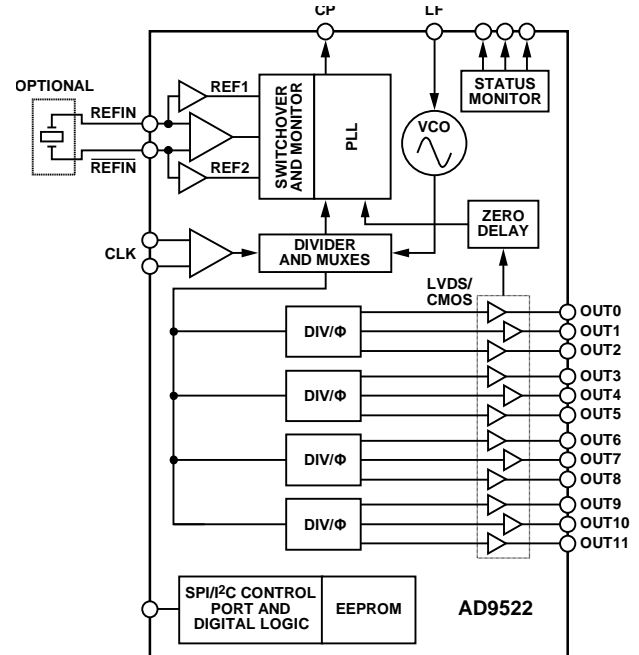 CP
LF
OPTIONAL
REFIN
REFIN
REF1
REF2
SWITCHOVER
AND MONITOR
PLL
VCO
STATUS
MONITOR
ZERO
DELAY
CLK
DIVIDER
AND MUXES
LVDS/
CMOS
DIV/Φ
OUT0
OUT1
OUT2
DIV/Φ
OUT3
OUT4
OUT5
DIV/Φ
OUT6
OUT7
OUT8
DIV/Φ
OUT9
OUT10
OUT11
SPI/I²C CONTROL
PORT AND
DIGITAL LOGIC
EEPROM
AD9522